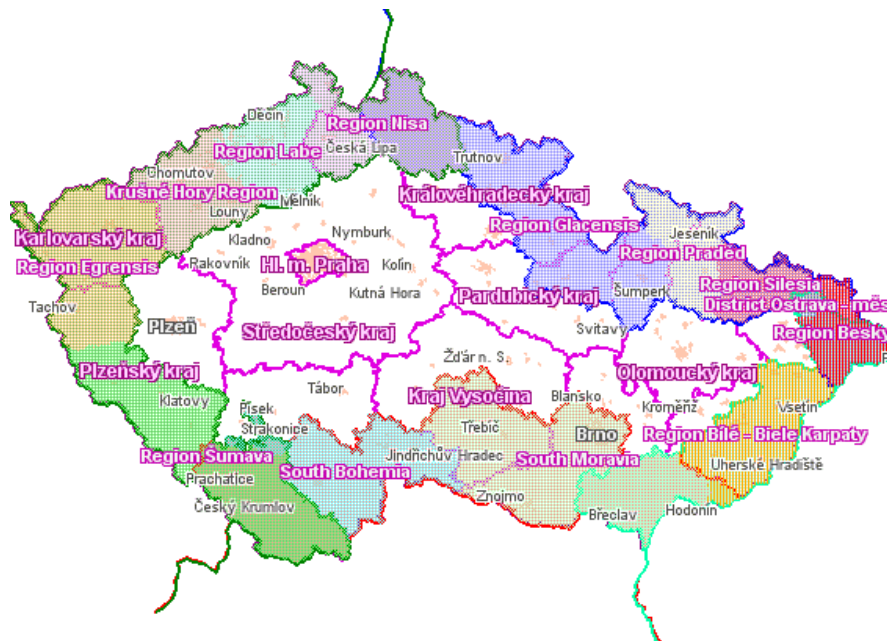 Děčín
Region Nisa
Region Labe
Česká Lípa
Trutnov
Chomutov
Krušné Hory Region
Královéhradecký kraj
Mělník
Louny
Region Glacensis
Nymburk
Jeseník
Karlovarský kraj
Kladno
Region Praděd
Hl. m. Praha
Kolín
Rakovník
Region Egrensis
Region Silesia
Beroun
Kutná Hora
Pardubický kraj
Šumperk
District Ostrava – měs
Tachov
Plzeň
Středočeský kraj
Svitavy
Region Besky
Žďár n. S.
Plzeňský kraj
Olomoucký kraj
Tábor
Kraj Vysočina
Blansko
Klatovy
Písek
Kroměříž
Vsetín
Strakonice
Třebíč
Brno
Region Bílé – Biele Karpaty
Region Šumava
Jindřichův Hradec
South Bohemia
South Moravia
Uherské Hradiště
Prachatice
Znojmo
Český Krumlov
Břeclav
Hodonín